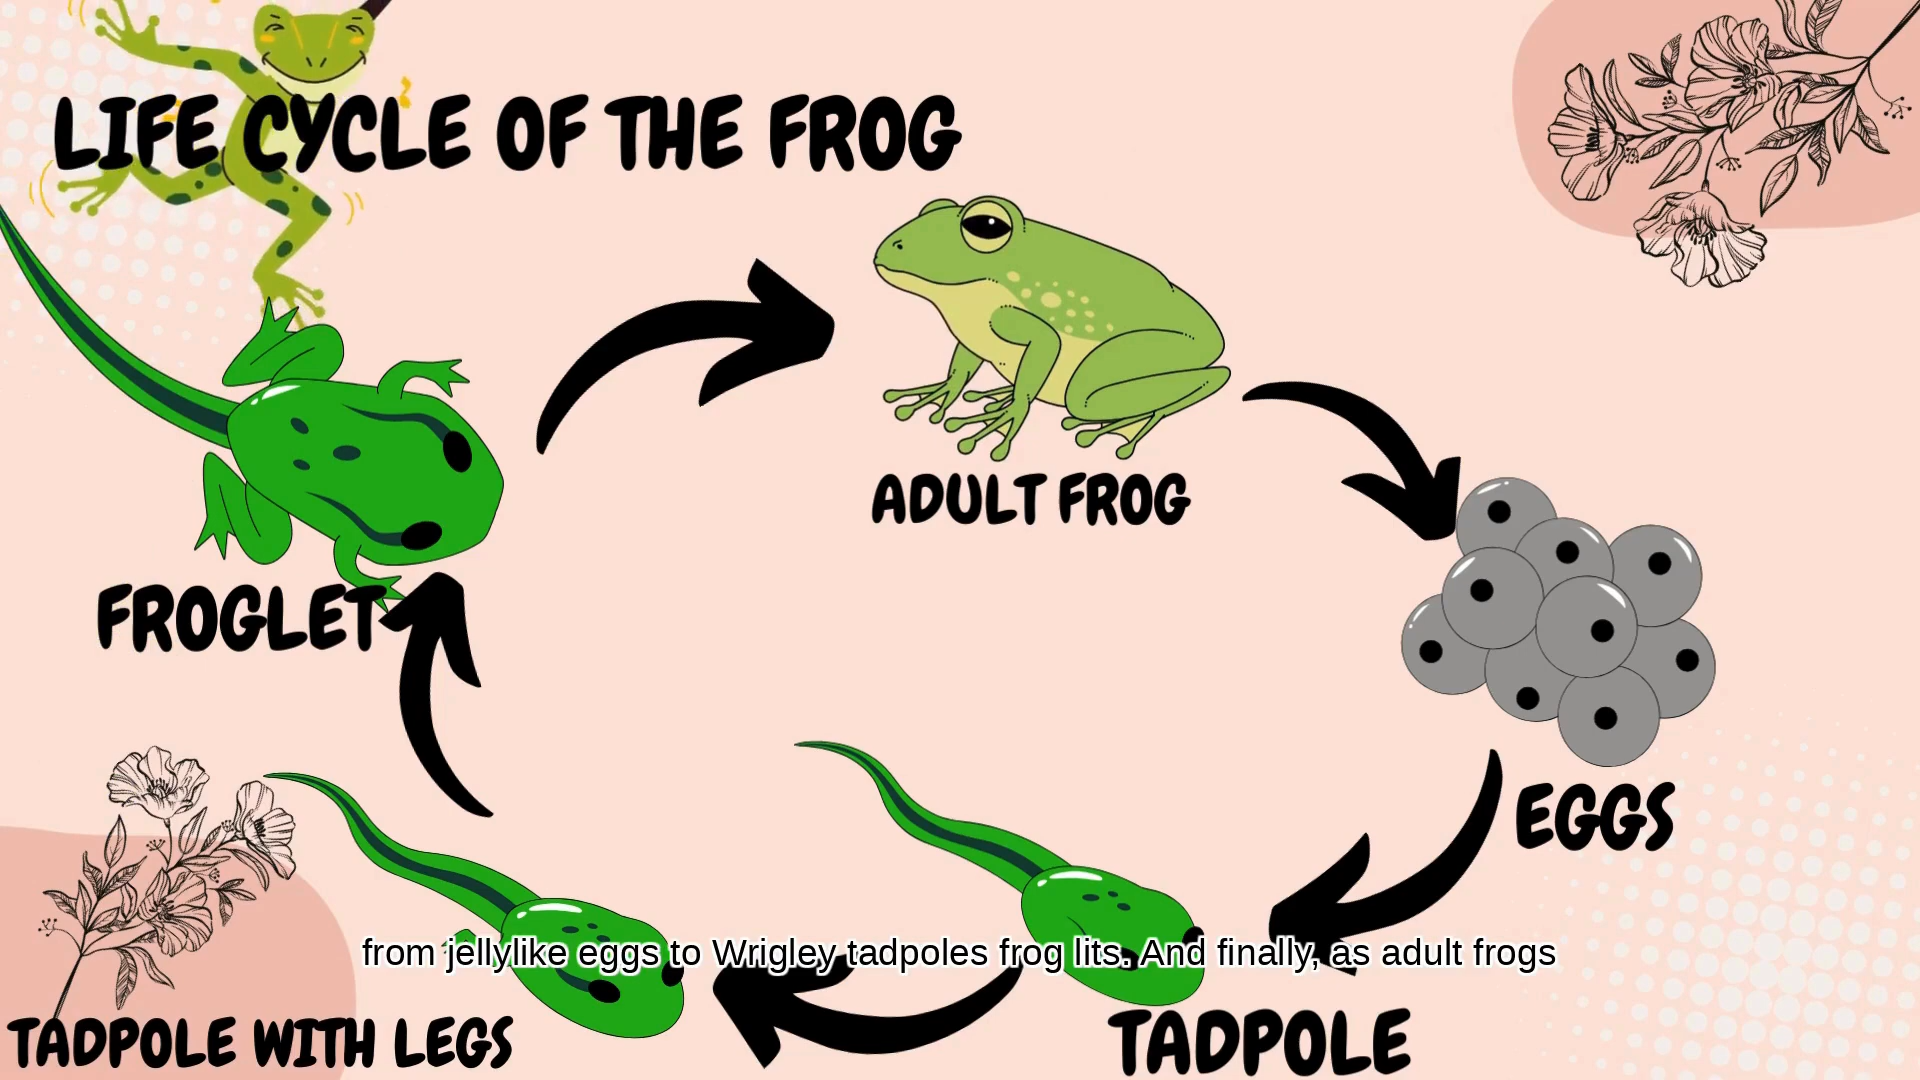 LIFE CYCLE OF THE FROG
ADULT FROG
FROGLET
EGGS
from jellylike eggs to Wrigley tadpoles frog lits. And finally, as adult frogs
TADPOLE WITH LEGS
TADPOLE